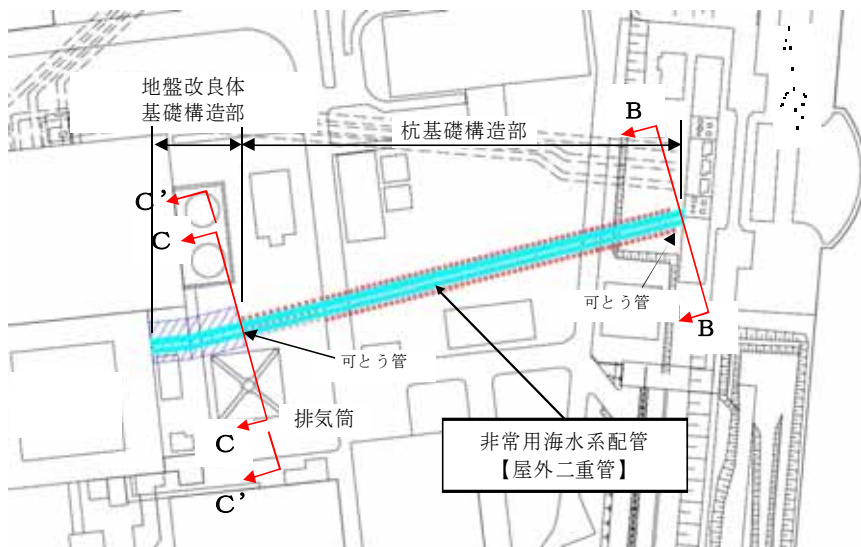 地盤改良体
基礎構造部
杭基礎構造部
B
C’
C
可とう管
B
可とう管
排気筒
C
C’
非常用海水系配管
【屋外二重管】